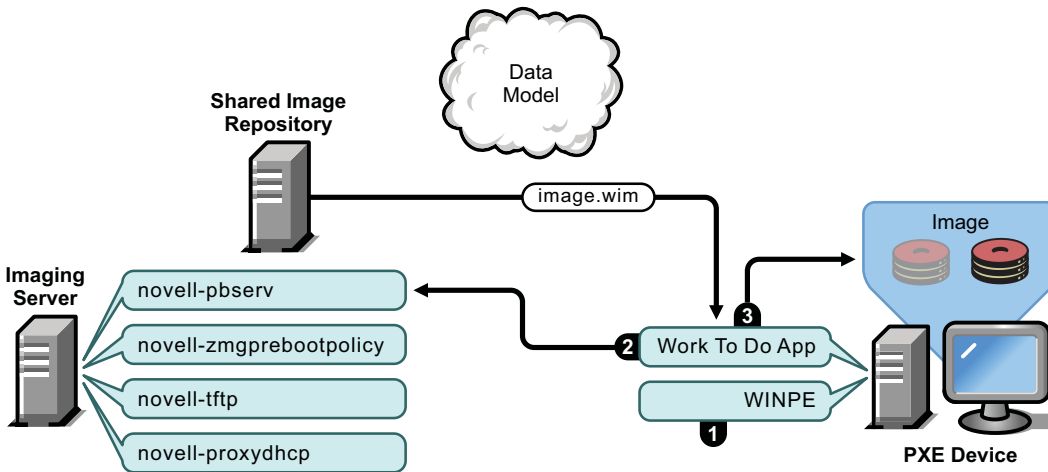 Data
Model
Shared Image
Repository
image.wim
Image
Imaging
Server
novell-pbserv
novell-zmgprebootpolicy
novell-tftp
novell-proxydhcp
3
2
Work To Do App
WINPE
1
PXE Device